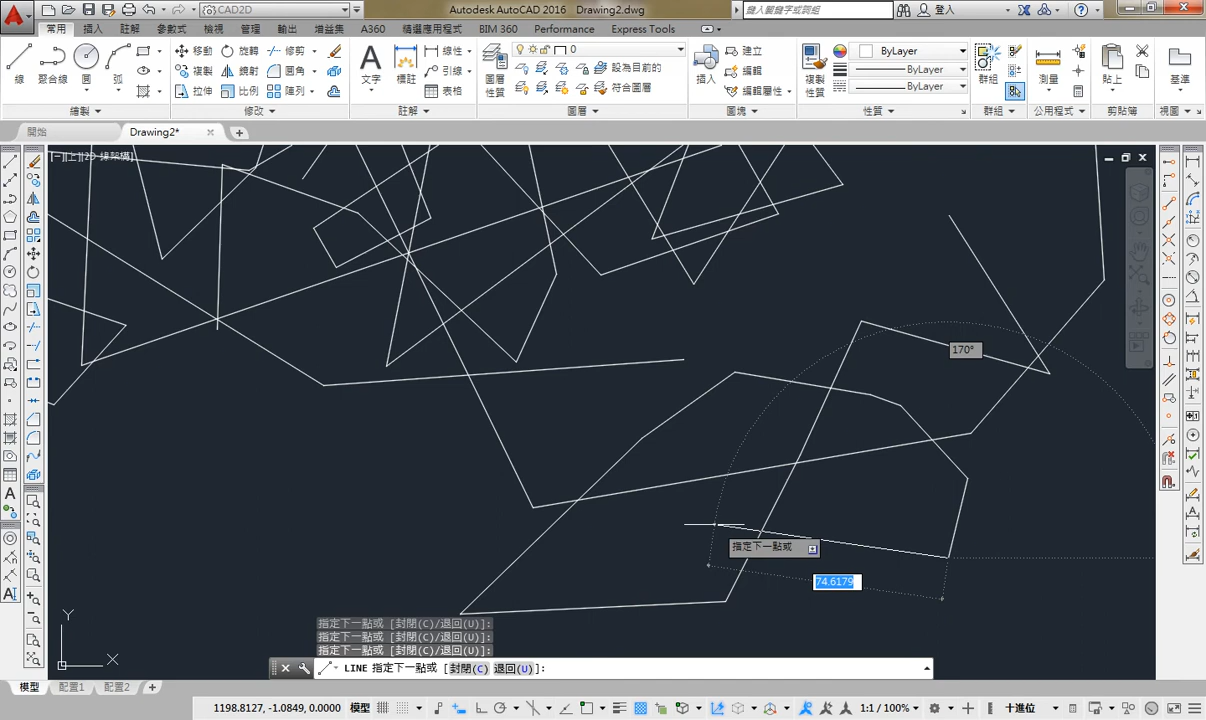 CAD2D
Autodesk AutoCAD 2016 Drawing2.dwg
鍵入關鍵字或詞組
登入
常用 插入 註解 參數式 檢視 管理 輸出 增益集 A360 精選應用程式 BIM 360 Performance Express Tools
線
聚合線
圓
弧
移動 旋轉 修剪
複製 鏡射 圓角
拉伸 比例 陣列
文字
標註
線性
引線
表格
圖層
性質
0
設為目前的
符合圖層
插入
建立
編輯
編輯屬性
複製
性質
ByLayer
ByLayer
ByLayer
群組
測量
貼上
基準
繪製 修改 註解 圖層 圖塊 性質 群組 公用程式 剪貼簿 視圖
開始 Drawing2*
[−][上][2D 線架構]
170°
指定下一點或
74.6179
指定下一點或 [封閉(C)/退回(U)]:
指定下一點或 [封閉(C)/退回(U)]:
指定下一點或 [封閉(C)/退回(U)]:
LINE 指定下一點或 [封閉(C) 退回(U)]:
Y
X
模型 配置1 配置2
1198.8127, -1.0849, 0.0000 模型 1:1 / 100% 十進位